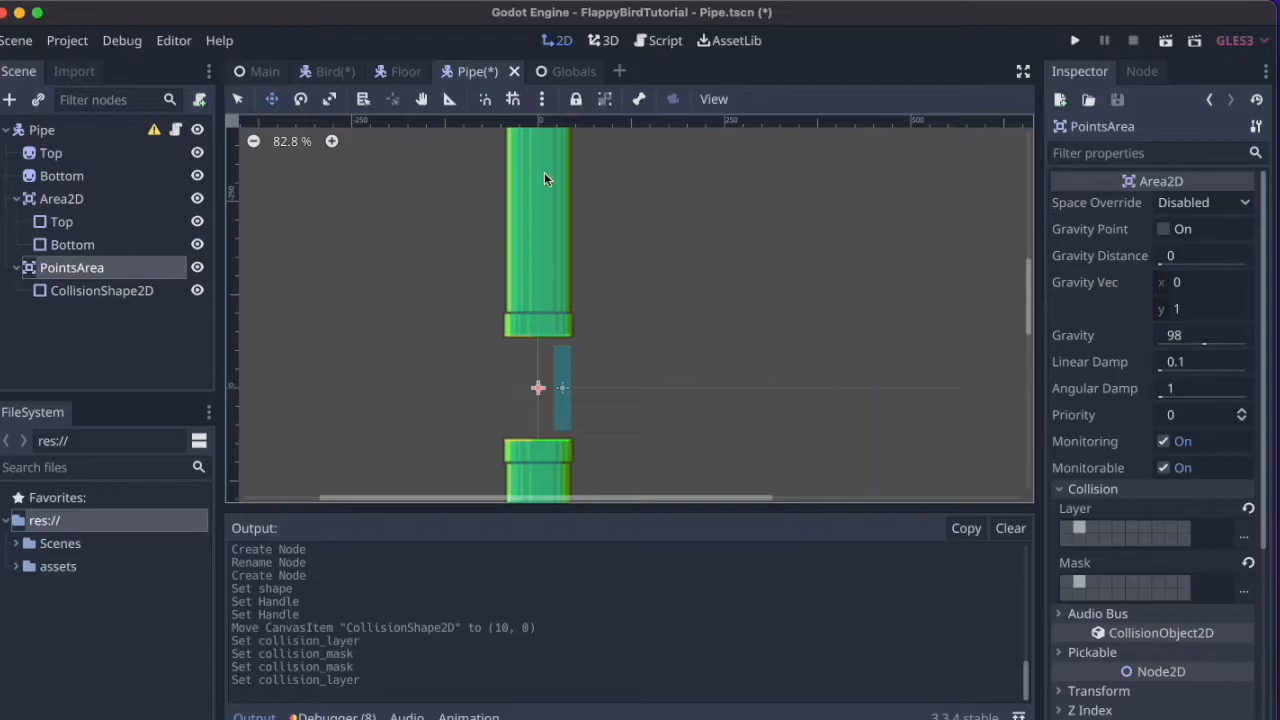 Godot Engine - FlappyBirdTutorial - Pipe.tscn (*)
Scene Project Debug Editor Help
2D 3D Script AssetLib
GLES3
Scene Import
Main Bird(*) Floor Pipe(*) Globals
Inspector Node
Filter nodes
View
Pipe
Top
Bottom
Area2D
Top
Bottom
PointsArea
CollisionShape2D
FileSystem
res://
Search files
Favorites:
res://
Scenes
assets
-250 0 250 500
82.8 %
-250
0
Output:
Copy Clear
Create Node
Rename Node
Create Node
Set shape
Set Handle
Set Handle
Move CanvasItem "CollisionShape2D" to (10, 0)
Set collision_layer
Set collision_mask
Set collision_mask
Set collision_layer
Output Debugger (8) Audio Animation
3.3.4.stable
PointsArea
Filter properties
Area2D
Space Override Disabled
Gravity Point On
Gravity Distance 0
Gravity Vec x 0
y 1
Gravity 98
Linear Damp 0.1
Angular Damp 1
Priority 0
Monitoring On
Monitorable On
Collision
Layer
...
Mask
...
Audio Bus
CollisionObject2D
Pickable
Node2D
Transform
Z Index